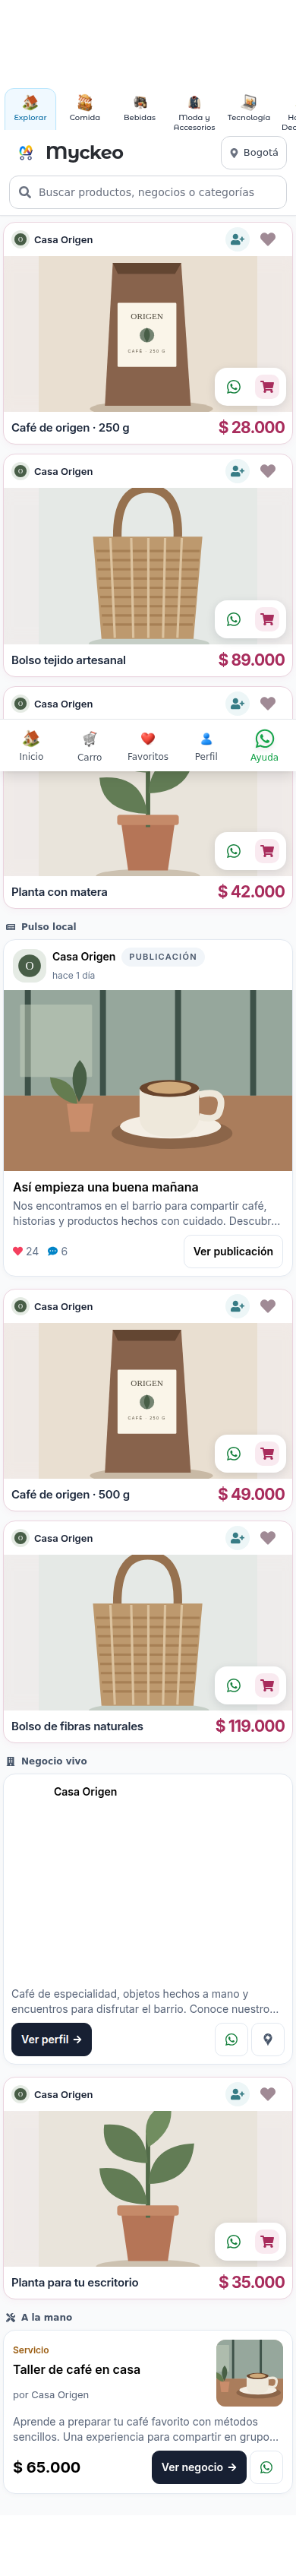 Explorar
Comida
Bebidas
Moda y
Accesorios
Tecnología
Myckeo
Bogotá
Buscar productos, negocios o categorías
Casa Origen
ORIGEN
CAFÉ · 250 G
Café de origen · 250 g
$ 28.000
Casa Origen
Bolso tejido artesanal
$ 89.000
Casa Origen
Inicio
Carro
Favoritos
Perfil
Ayuda
Planta con matera
$ 42.000
Pulso local
Casa Origen
PUBLICACIÓN
hace 1 día
Así empieza una buena mañana
Nos encontramos en el barrio para compartir café,
historias y productos hechos con cuidado. Descubr...
24
6
Ver publicación
Casa Origen
ORIGEN
CAFÉ · 250 G
Café de origen · 500 g
$ 49.000
Casa Origen
Bolso de fibras naturales
$ 119.000
Negocio vivo
Casa Origen
Café de especialidad, objetos hechos a mano y
encuentros para disfrutar el barrio. Conoce nuestro...
Ver perfil
Casa Origen
Planta para tu escritorio
$ 35.000
A la mano
Servicio
Taller de café en casa
por Casa Origen
Aprende a preparar tu café favorito con métodos
sencillos. Una experiencia para compartir en grupo...
$ 65.000
Ver negocio